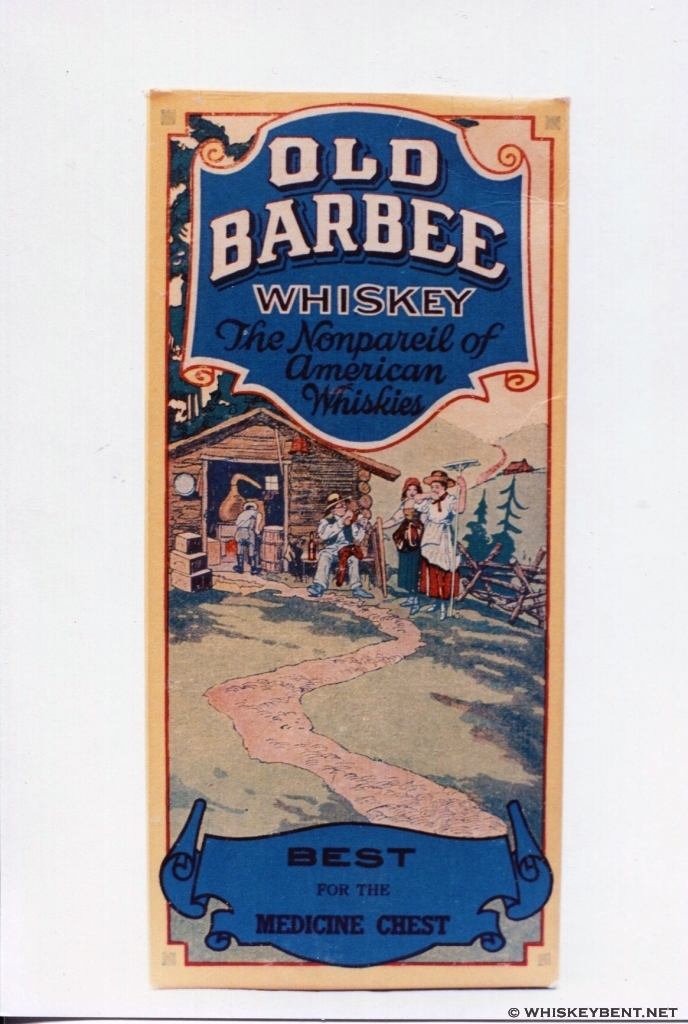 OLD
BARBEE
WHISKEY
The Nonpareil of
American
Whiskies
BEST
FOR THE
MEDICINE CHEST
© WHISKEYBENT.NET